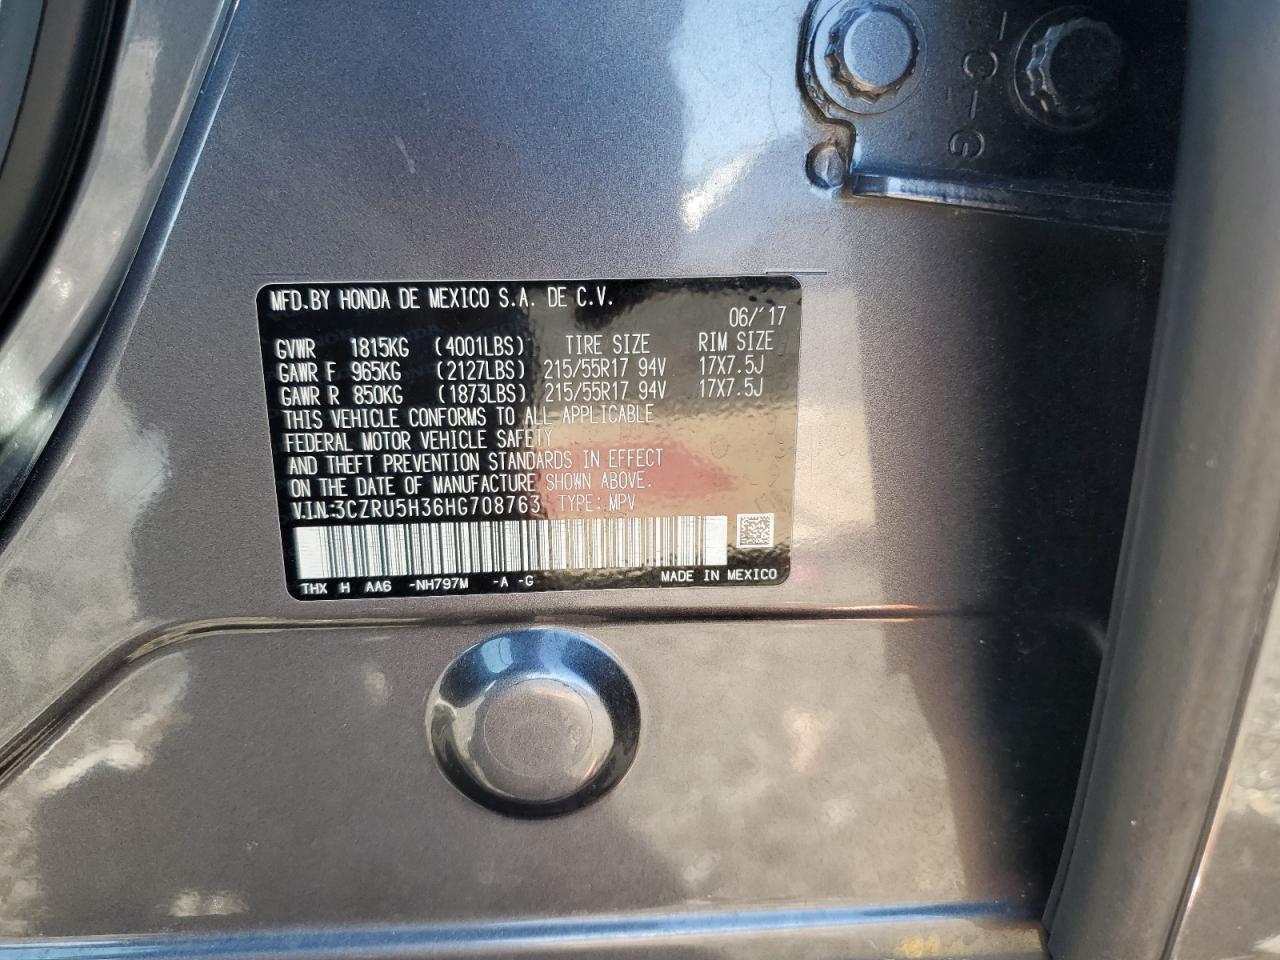 MFD.BY HONDA DE MEXICO S.A. DE C.V.
06/'17
GVWR 1815KG (4001LBS) TIRE SIZE RIM SIZE
GAWR F 965KG (2127LBS) 215/55R17 94V 17X7.5J
GAWR R 850KG (1873LBS) 215/55R17 94V 17X7.5J
THIS VEHICLE CONFORMS TO ALL APPLICABLE
FEDERAL MOTOR VEHICLE SAFETY
AND THEFT PREVENTION STANDARDS IN EFFECT
ON THE DATE OF MANUFACTURE SHOWN ABOVE.
V.I.N:3CZRU5H36HG708763 TYPE: MPV
THX H AA6 -NH797M -A -G MADE IN MEXICO